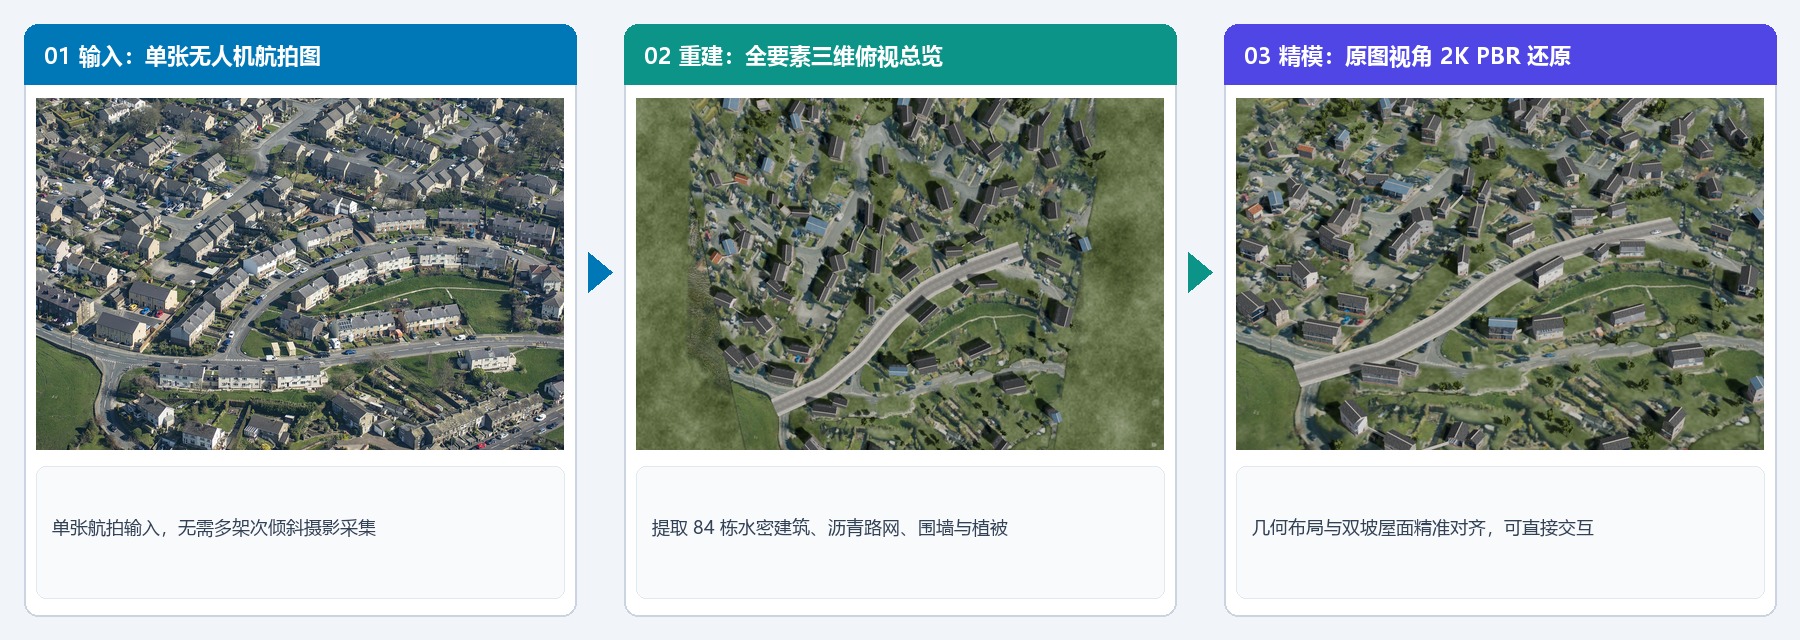 01 输入：单张无人机航拍图
单张航拍输入，无需多架次倾斜摄影采集
02 重建：全要素三维俯视总览
提取 84 栋水密建筑、沥青路网、围墙与植被
03 精模：原图视角 2K PBR 还原
几何布局与双坡屋面精准对齐，可直接交互